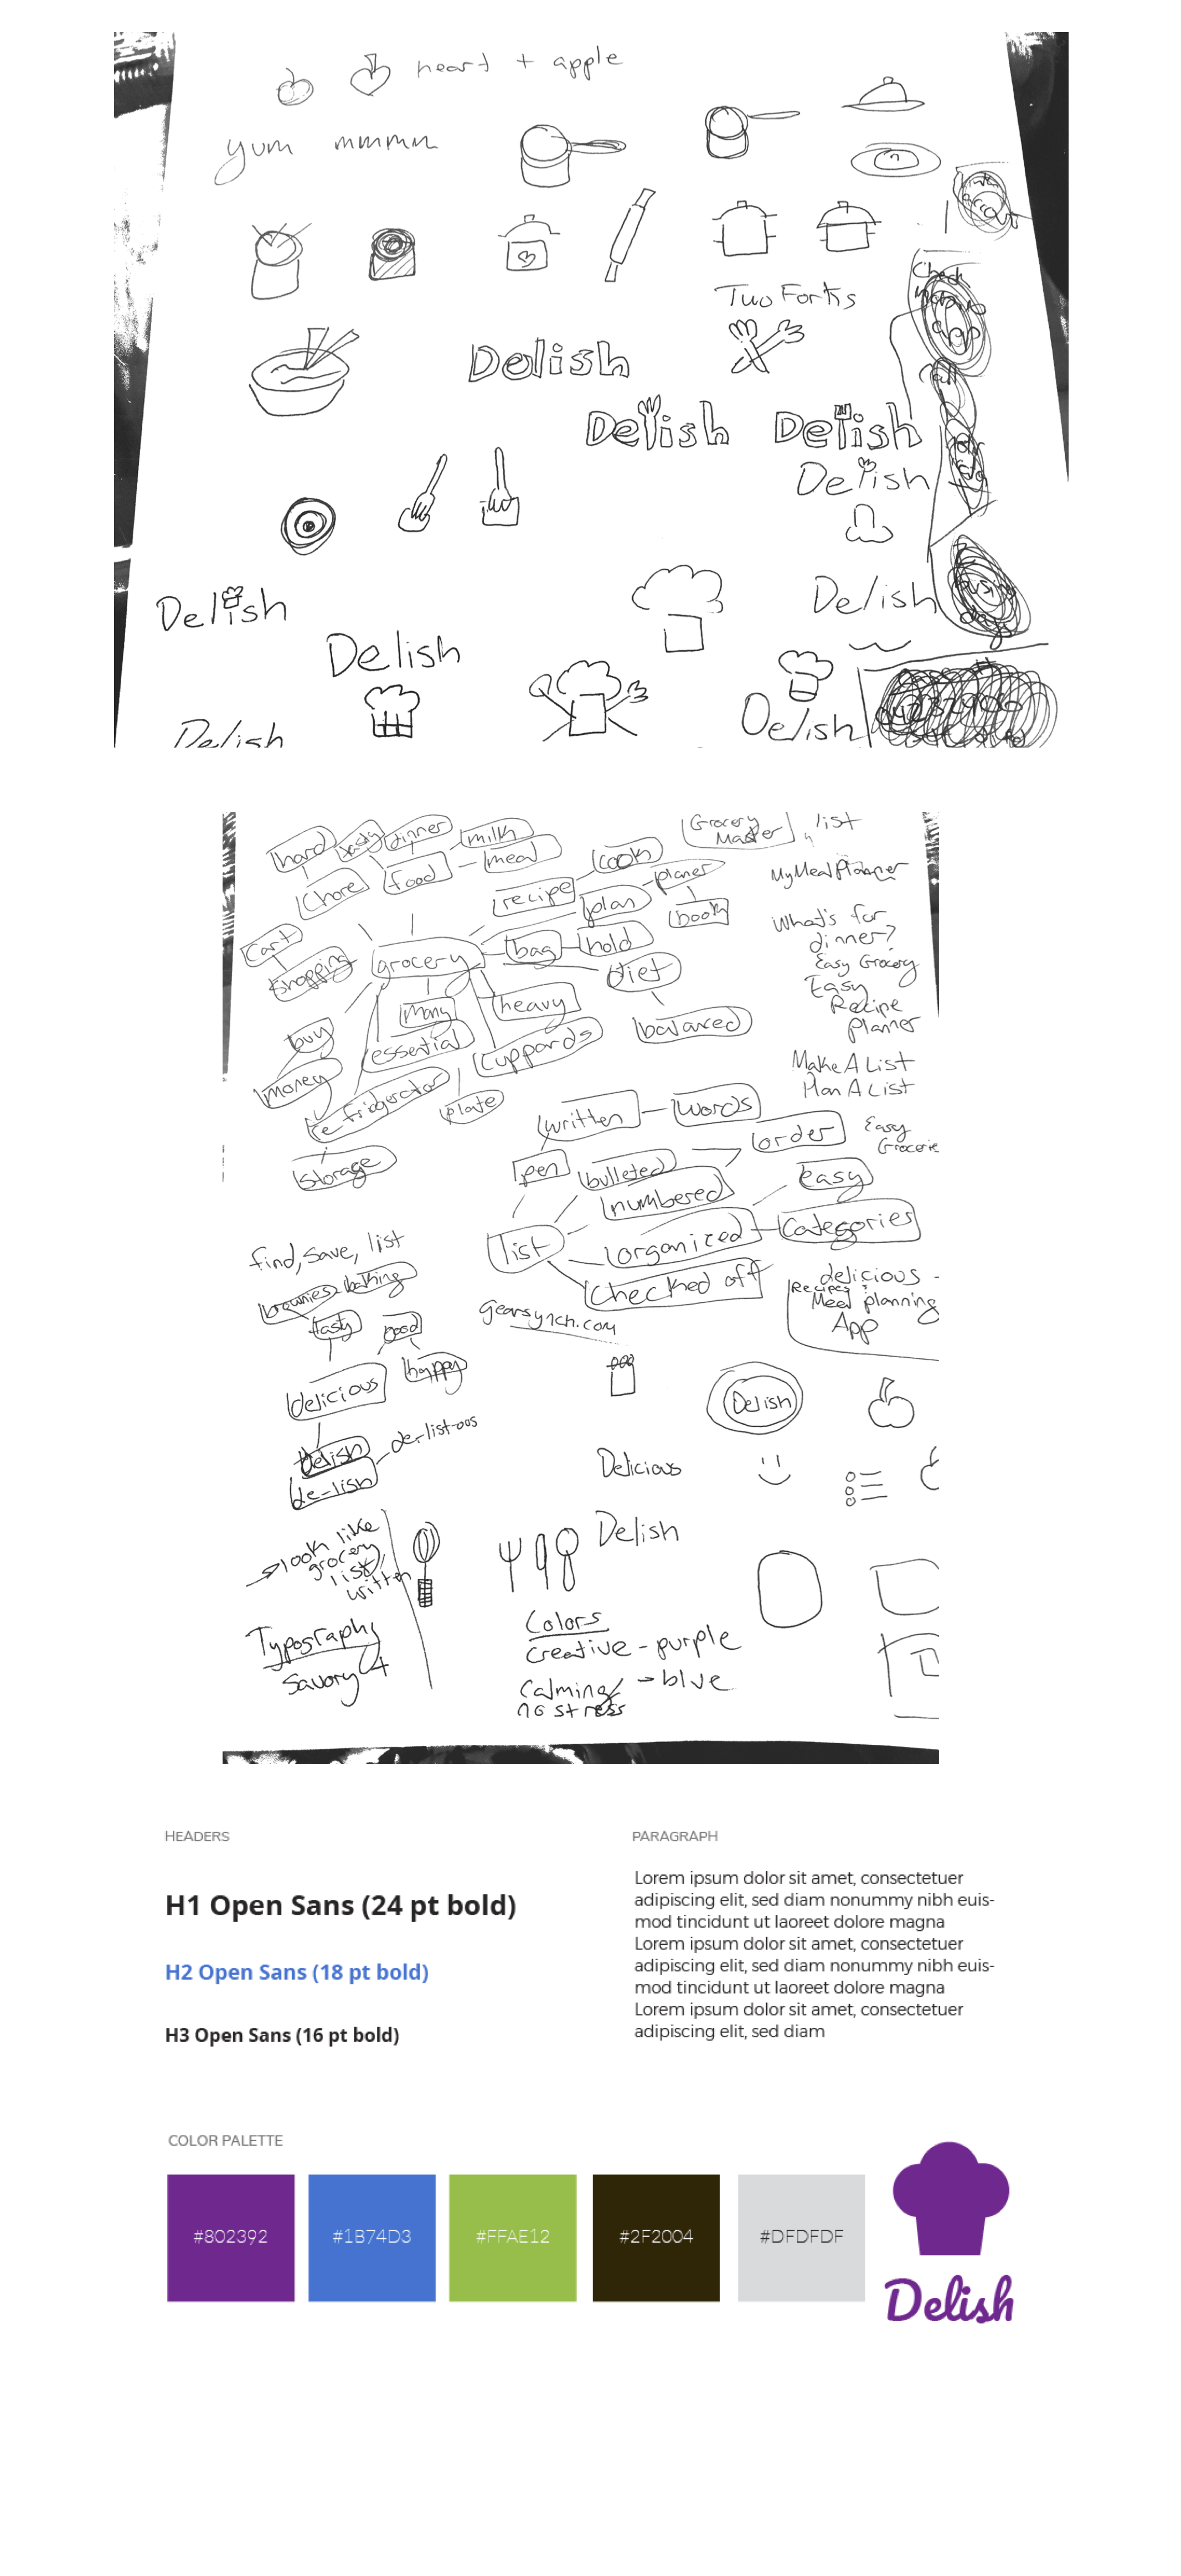 heart + apple
yum mmmm
Two Forks
Check
app
Delish
Delish Delish
Delish
Delish
Delish
Delish
Delish
Delish
Grocery
Master
list
hard tasty dinner milk
meal
cook
Chore food
recipe
planer
MyMealPlanner
plan
book
Cart
What's for
dinner?
grocery
bag hold
shopping
diet
Easy Grocery
Easy
Recipe
Planner
many
heavy
buy
balanced
essential
cuppards
money
Make A List
Plan A List
refridgerator
plate
written words
order
Easy
Grocerie
storage
pen
bulleted
easy
numbered
list
organized
Categories
find, save, list
Checked off
delicious -
Recipes
Meal planning
App
brownies baking
gearsynch.com
tasty good
happy
delicious
Delish
de-list-oos
Delish
de-lish
Delicious
Delish
look like
grocery
list,
written
Typography
Savory
Colors
creative - purple
Calming/ - blue
no stress
HEADERS
H1 Open Sans (24 pt bold)
H2 Open Sans (18 pt bold)
H3 Open Sans (16 pt bold)
PARAGRAPH
Lorem ipsum dolor sit amet, consectetuer
adipiscing elit, sed diam nonummy nibh euis-
mod tincidunt ut laoreet dolore magna
Lorem ipsum dolor sit amet, consectetuer
adipiscing elit, sed diam nonummy nibh euis-
mod tincidunt ut laoreet dolore magna
Lorem ipsum dolor sit amet, consectetuer
adipiscing elit, sed diam
COLOR PALETTE
#802392 #1B74D3 #FFAE12 #2F2004 #DFDFDF
Delish